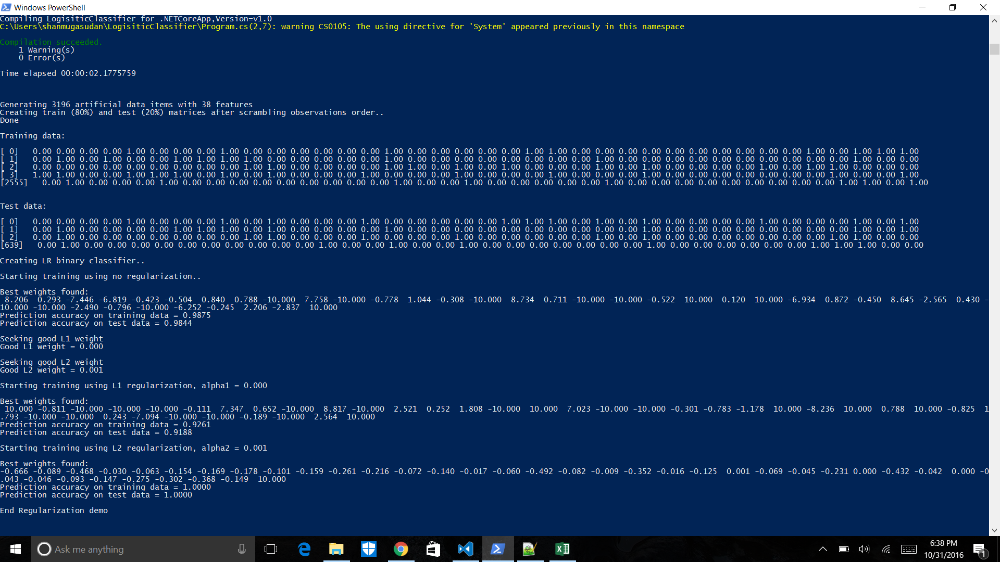 Windows PowerShell
Compiling LogisiticClassifier for .NETCoreApp,Version=v1.0
C:\Users\shanmugasudan\LogisiticClassifier\Program.cs(2,7): warning CS0105: The using directive for 'System' appeared previously in this namespace
Compilation succeeded.
1 Warning(s)
0 Error(s)
Time elapsed 00:00:02.1775759
Generating 3196 artificial data items with 38 features
Creating train (80%) and test (20%) matrices after scrambling observations order..
Done
Training data:
[ 0] 0.00 0.00 0.00 0.00 1.00 0.00 0.00 0.00 1.00 0.00 0.00 0.00 0.00 0.00 0.00 1.00 0.00 0.00 0.00 0.00 0.00 1.00 1.00 0.00 0.00 0.00 0.00 0.00 0.00 0.00 0.00 0.00 0.00 1.00 0.00 1.00 1.00 1.00
[ 1] 0.00 1.00 0.00 1.00 0.00 0.00 1.00 1.00 1.00 1.00 0.00 0.00 0.00 0.00 0.00 1.00 0.00 0.00 0.00 0.00 0.00 0.00 0.00 0.00 1.00 0.00 0.00 0.00 0.00 0.00 0.00 0.00 0.00 0.00 0.00 1.00 0.00 0.00
[ 2] 0.00 0.00 0.00 0.00 0.00 0.00 0.00 0.00 0.00 1.00 1.00 0.00 0.00 0.00 0.00 1.00 1.00 0.00 1.00 0.00 1.00 0.00 0.00 0.00 1.00 0.00 1.00 0.00 0.00 0.00 0.00 1.00 0.00 1.00 1.00 0.00 0.00 0.00
[ 3] 1.00 1.00 0.00 0.00 1.00 1.00 1.00 0.00 1.00 0.00 1.00 0.00 0.00 0.00 1.00 0.00 0.00 0.00 1.00 0.00 0.00 0.00 1.00 0.00 0.00 0.00 1.00 0.00 0.00 0.00 0.00 0.00 0.00 0.00 1.00 0.00 0.00 1.00
[2555] 0.00 1.00 0.00 0.00 0.00 1.00 0.00 0.00 0.00 0.00 0.00 0.00 0.00 0.00 0.00 1.00 0.00 0.00 1.00 0.00 0.00 0.00 0.00 0.00 1.00 0.00 0.00 0.00 0.00 0.00 0.00 0.00 0.00 0.00 1.00 1.00 0.00 1.00
Test data:
[ 0] 0.00 0.00 0.00 0.00 1.00 0.00 0.00 0.00 1.00 0.00 1.00 0.00 0.00 0.00 1.00 0.00 0.00 0.00 0.00 0.00 1.00 1.00 1.00 0.00 1.00 0.00 1.00 0.00 0.00 0.00 0.00 1.00 0.00 0.00 0.00 1.00 0.00 1.00
[ 1] 0.00 1.00 0.00 0.00 0.00 0.00 1.00 1.00 1.00 0.00 1.00 0.00 0.00 0.00 0.00 1.00 0.00 0.00 0.00 0.00 0.00 0.00 0.00 0.00 0.00 0.00 1.00 0.00 0.00 0.00 0.00 0.00 0.00 0.00 0.00 1.00 0.00 1.00
[ 2] 0.00 1.00 0.00 0.00 0.00 0.00 0.00 0.00 0.00 1.00 1.00 0.00 0.00 0.00 1.00 0.00 0.00 0.00 1.00 0.00 0.00 0.00 0.00 0.00 1.00 0.00 1.00 0.00 0.00 0.00 0.00 0.00 0.00 0.00 1.00 1.00 0.00 0.00
[639] 0.00 1.00 0.00 0.00 0.00 0.00 0.00 0.00 0.00 0.00 0.00 0.00 1.00 0.00 0.00 1.00 0.00 0.00 1.00 0.00 0.00 0.00 0.00 0.00 0.00 0.00 1.00 0.00 0.00 0.00 0.00 0.00 0.00 1.00 1.00 1.00 0.00 0.00
Creating LR binary classifier..
Starting training using no regularization..
Best weights found:
8.206 0.293 -7.446 -6.819 -0.423 -0.504 0.840 0.788 -10.000 7.758 -10.000 -0.778 1.044 -0.308 -10.000 8.734 0.711 -10.000 -10.000 -0.522 10.000 0.120 10.000 -6.934 0.872 -0.450 8.645 -2.565 0.430 -
10.000 -10.000 -2.490 -0.796 -10.000 -6.252 -0.245 2.206 -2.837 10.000
Prediction accuracy on training data = 0.9875
Prediction accuracy on test data = 0.9844
Seeking good L1 weight
Good L1 weight = 0.000
Seeking good L2 weight
Good L2 weight = 0.001
Starting training using L1 regularization, alpha1 = 0.000
Best weights found:
10.000 -0.811 -10.000 -10.000 -10.000 -0.111 7.347 0.652 -10.000 8.817 -10.000 2.521 0.252 1.808 -10.000 10.000 7.023 -10.000 -10.000 -0.301 -0.783 -1.178 10.000 -8.236 10.000 0.788 10.000 -0.825 1
.793 -10.000 -10.000 0.243 -7.094 -10.000 -10.000 -0.189 -10.000 2.564 10.000
Prediction accuracy on training data = 0.9261
Prediction accuracy on test data = 0.9188
Starting training using L2 regularization, alpha2 = 0.001
Best weights found:
-0.666 -0.089 -0.468 -0.030 -0.063 -0.154 -0.169 -0.178 -0.101 -0.159 -0.261 -0.216 -0.072 -0.140 -0.017 -0.060 -0.492 -0.082 -0.009 -0.352 -0.016 -0.125 0.001 -0.069 -0.045 -0.231 0.000 -0.432 -0.042 0.000 -0
.043 -0.046 -0.093 -0.147 -0.275 -0.302 -0.368 -0.149 10.000
Prediction accuracy on training data = 1.0000
Prediction accuracy on test data = 1.0000
End Regularization demo
Ask me anything
6:38 PM
10/31/2016
1